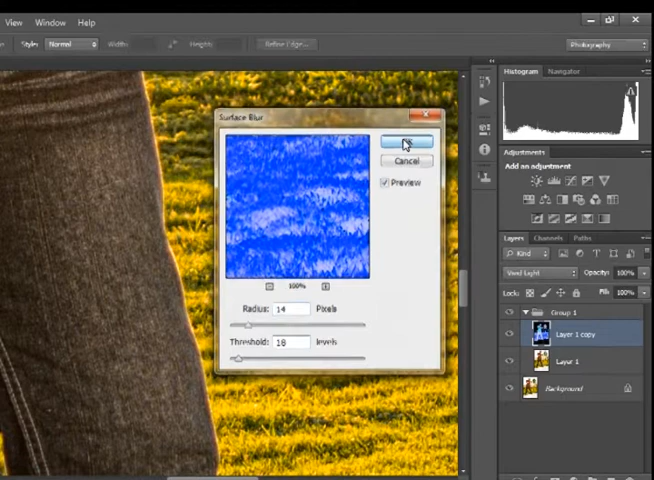 View Window Help
Style: Normal Width: Height: Refine Edge... Photography
Histogram Navigator
Surface Blur
Cancel
Preview
100%
Radius: 14 Pixels
Threshold: 18 levels
Adjustments
Add an adjustment
Layers Channels Paths
Kind
Vivid Light Opacity: 100%
Lock: Fill: 100%
Group 1
Layer 1 copy
Layer 1
Background